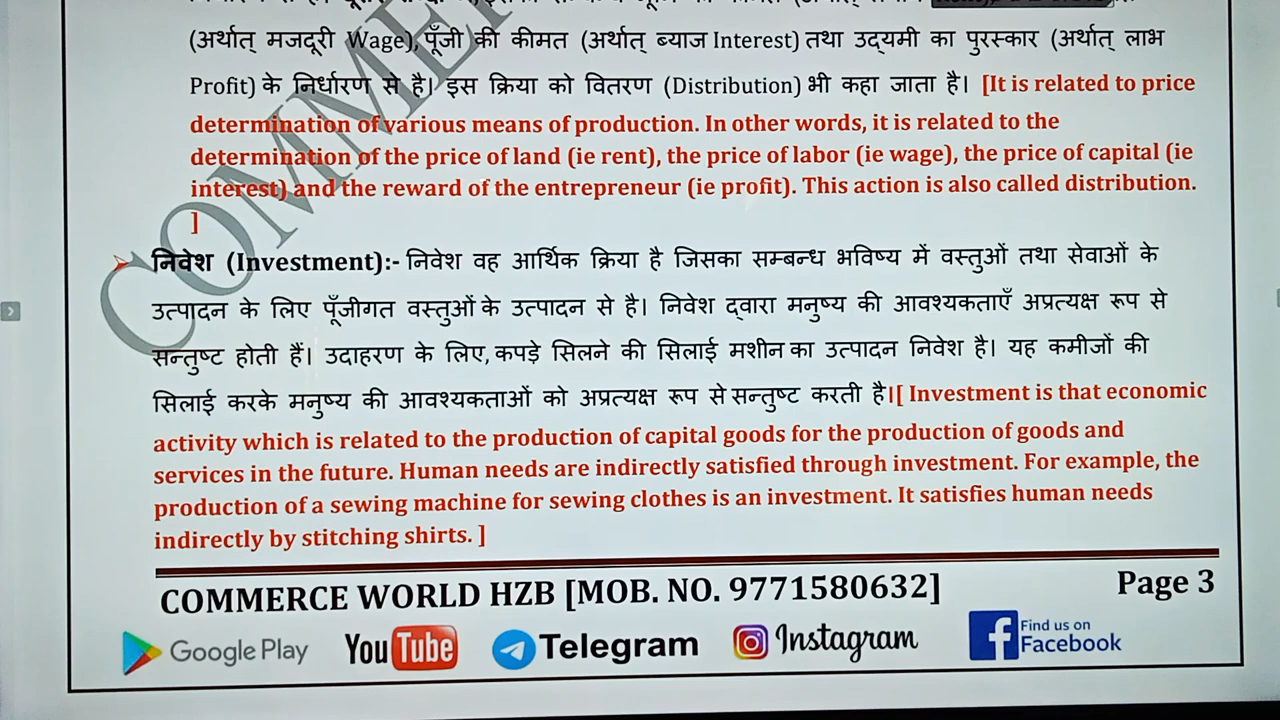 (अर्थात् मजदूरी Wage), पूँजी की कीमत (अर्थात् ब्याज Interest) तथा उद्यमी का पुरस्कार (अर्थात् लाभ
Profit) के निर्धारण से है। इस क्रिया को वितरण (Distribution) भी कहा जाता है। [It is related to price
determination of various means of production. In other words, it is related to the
determination of the price of land (ie rent), the price of labor (ie wage), the price of capital (ie
interest) and the reward of the entrepreneur (ie profit). This action is also called distribution.
]
निवेश (Investment):- निवेश वह आर्थिक क्रिया है जिसका सम्बन्ध भविष्य में वस्तुओं तथा सेवाओं के
उत्पादन के लिए पूँजीगत वस्तुओं के उत्पादन से है। निवेश द्वारा मनुष्य की आवश्यकताएँ अप्रत्यक्ष रूप से
सन्तुष्ट होती हैं। उदाहरण के लिए, कपड़े सिलने की सिलाई मशीन का उत्पादन निवेश है। यह कमीजों की
सिलाई करके मनुष्य की आवश्यकताओं को अप्रत्यक्ष रूप से सन्तुष्ट करती है।[ Investment is that economic
activity which is related to the production of capital goods for the production of goods and
services in the future. Human needs are indirectly satisfied through investment. For example, the
production of a sewing machine for sewing clothes is an investment. It satisfies human needs
indirectly by stitching shirts. ]
COMMERCE WORLD HZB [MOB. NO. 9771580632] Page 3
Google Play YouTube Telegram Instagram Find us on Facebook
COMME